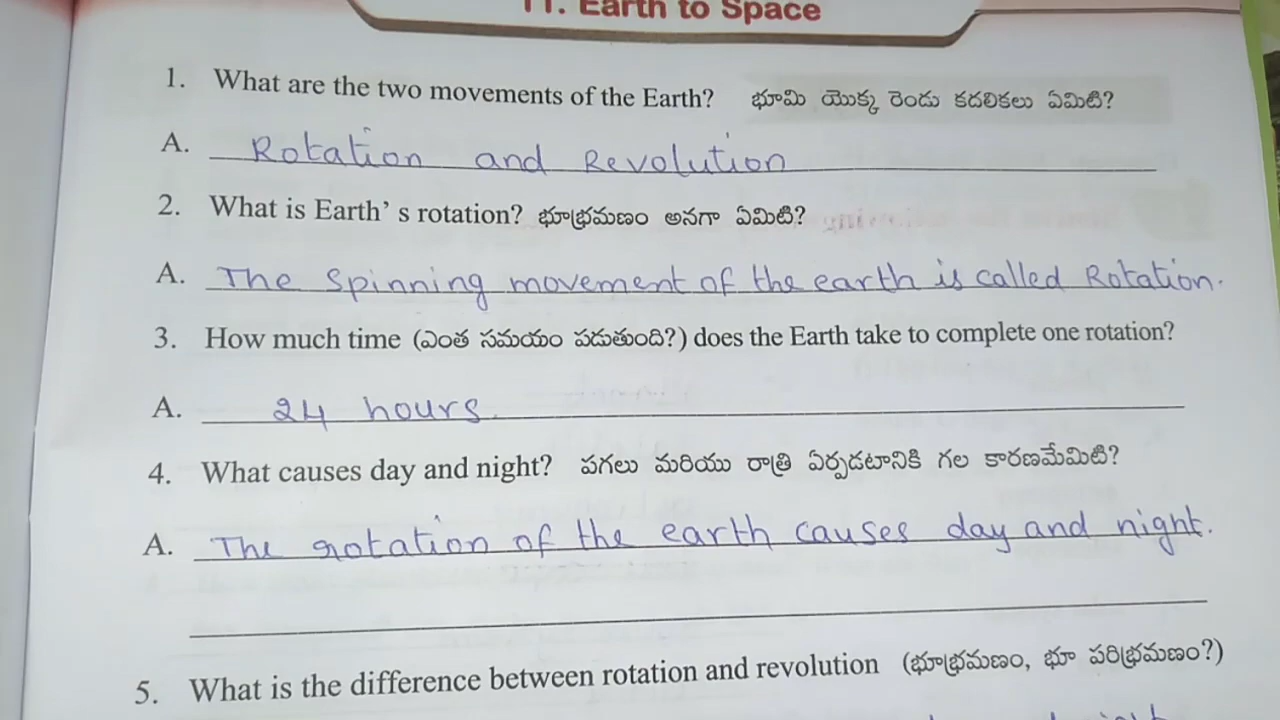 11. Earth to Space
1. What are the two movements of the Earth? భూమి యొక్క రెండు కదలికలు ఏమిటి?
A. Rotation and Revolution
2. What is Earth' s rotation? భూభ్రమణం అనగా ఏమిటి?
A. The spinning movement of the earth is called Rotation.
3. How much time (ఎంత సమయం పడుతుంది?) does the Earth take to complete one rotation?
A. 24 hours.
4. What causes day and night? పగలు మరియు రాత్రి ఏర్పడటానికి గల కారణమేమిటి?
A. The rotation of the earth causes day and night.
5. What is the difference between rotation and revolution (భూభ్రమణం, భూ పరిభ్రమణం?)